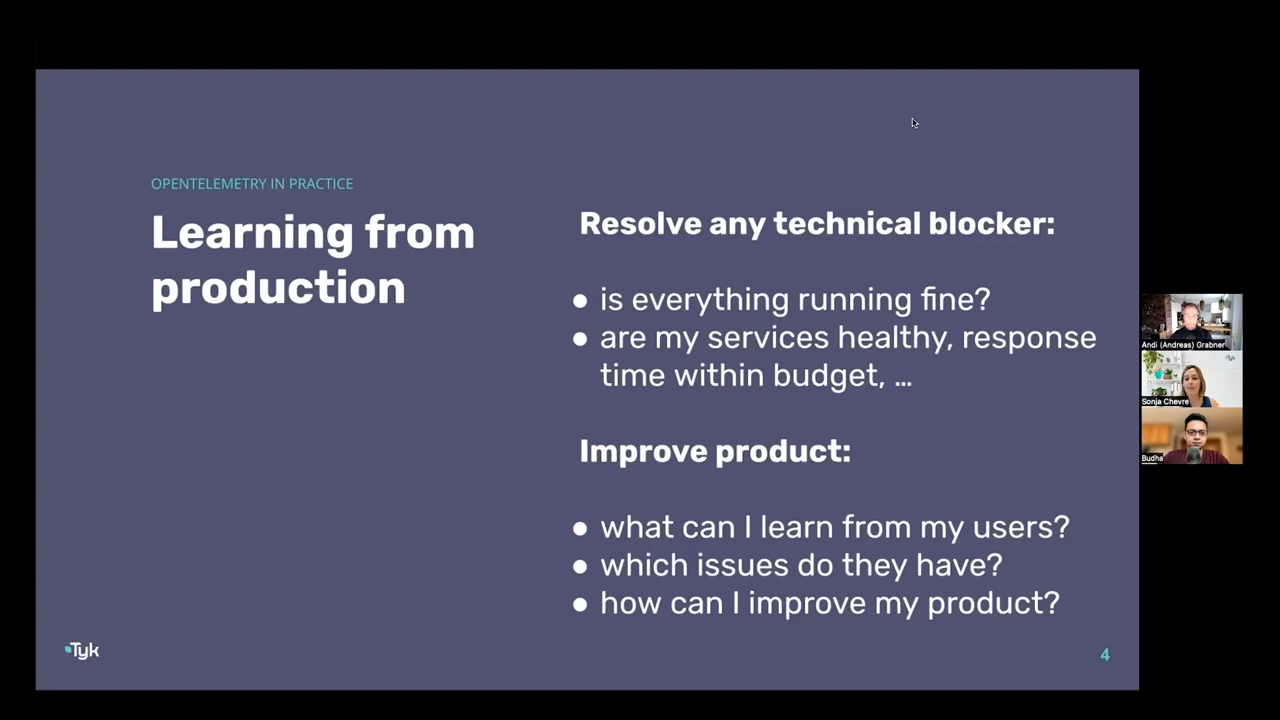 OPENTELEMETRY IN PRACTICE
Learning from
production
Resolve any technical blocker:
● is everything running fine?
● are my services healthy, response
time within budget, ...
Improve product:
● what can I learn from my users?
● which issues do they have?
● how can I improve my product?
Tyk
4
Andi (Andreas) Grabner
Sonja Chevre
Budha